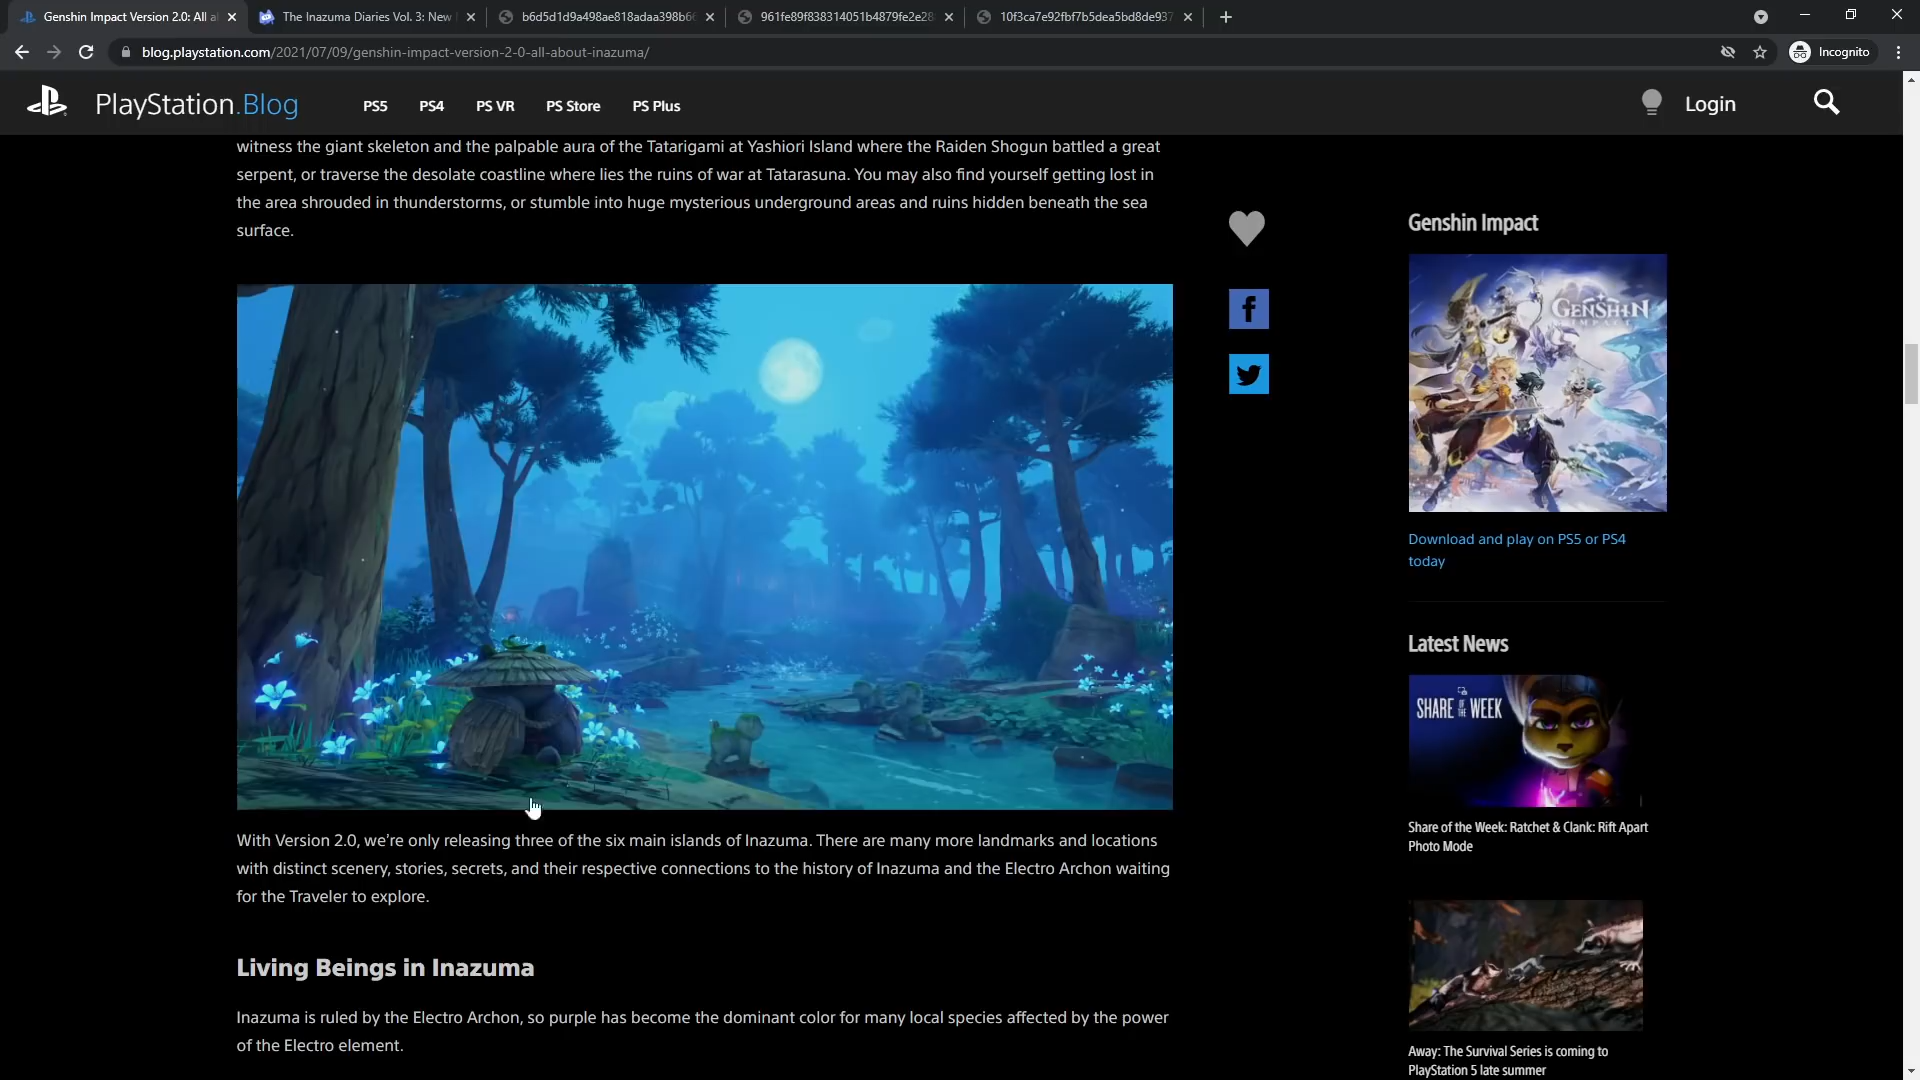 Genshin Impact Version 2.0: All a
The Inazuma Diaries Vol. 3: New
b6d5d1d9a498ae818adaa398b6
961fe89f838314051b4879fe2e28
10f3ca7e92fbf7b5dea5bd8de937
blog.playstation.com/2021/07/09/genshin-impact-version-2-0-all-about-inazuma/
Incognito
PlayStation.Blog
PS5
PS4
PS VR
PS Store
PS Plus
Login
witness the giant skeleton and the palpable aura of the Tatarigami at Yashiori Island where the Raiden Shogun battled a great
serpent, or traverse the desolate coastline where lies the ruins of war at Tatarasuna. You may also find yourself getting lost in
the area shrouded in thunderstorms, or stumble into huge mysterious underground areas and ruins hidden beneath the sea
surface.
With Version 2.0, we’re only releasing three of the six main islands of Inazuma. There are many more landmarks and locations
with distinct scenery, stories, secrets, and their respective connections to the history of Inazuma and the Electro Archon waiting
for the Traveler to explore.
Living Beings in Inazuma
Inazuma is ruled by the Electro Archon, so purple has become the dominant color for many local species affected by the power
of the Electro element.
Genshin Impact
GENSHIN
IMPACT
Download and play on PS5 or PS4
today
Latest News
SHARE OF THE WEEK
Share of the Week: Ratchet & Clank: Rift Apart
Photo Mode
Away: The Survival Series is coming to
PlayStation 5 late summer